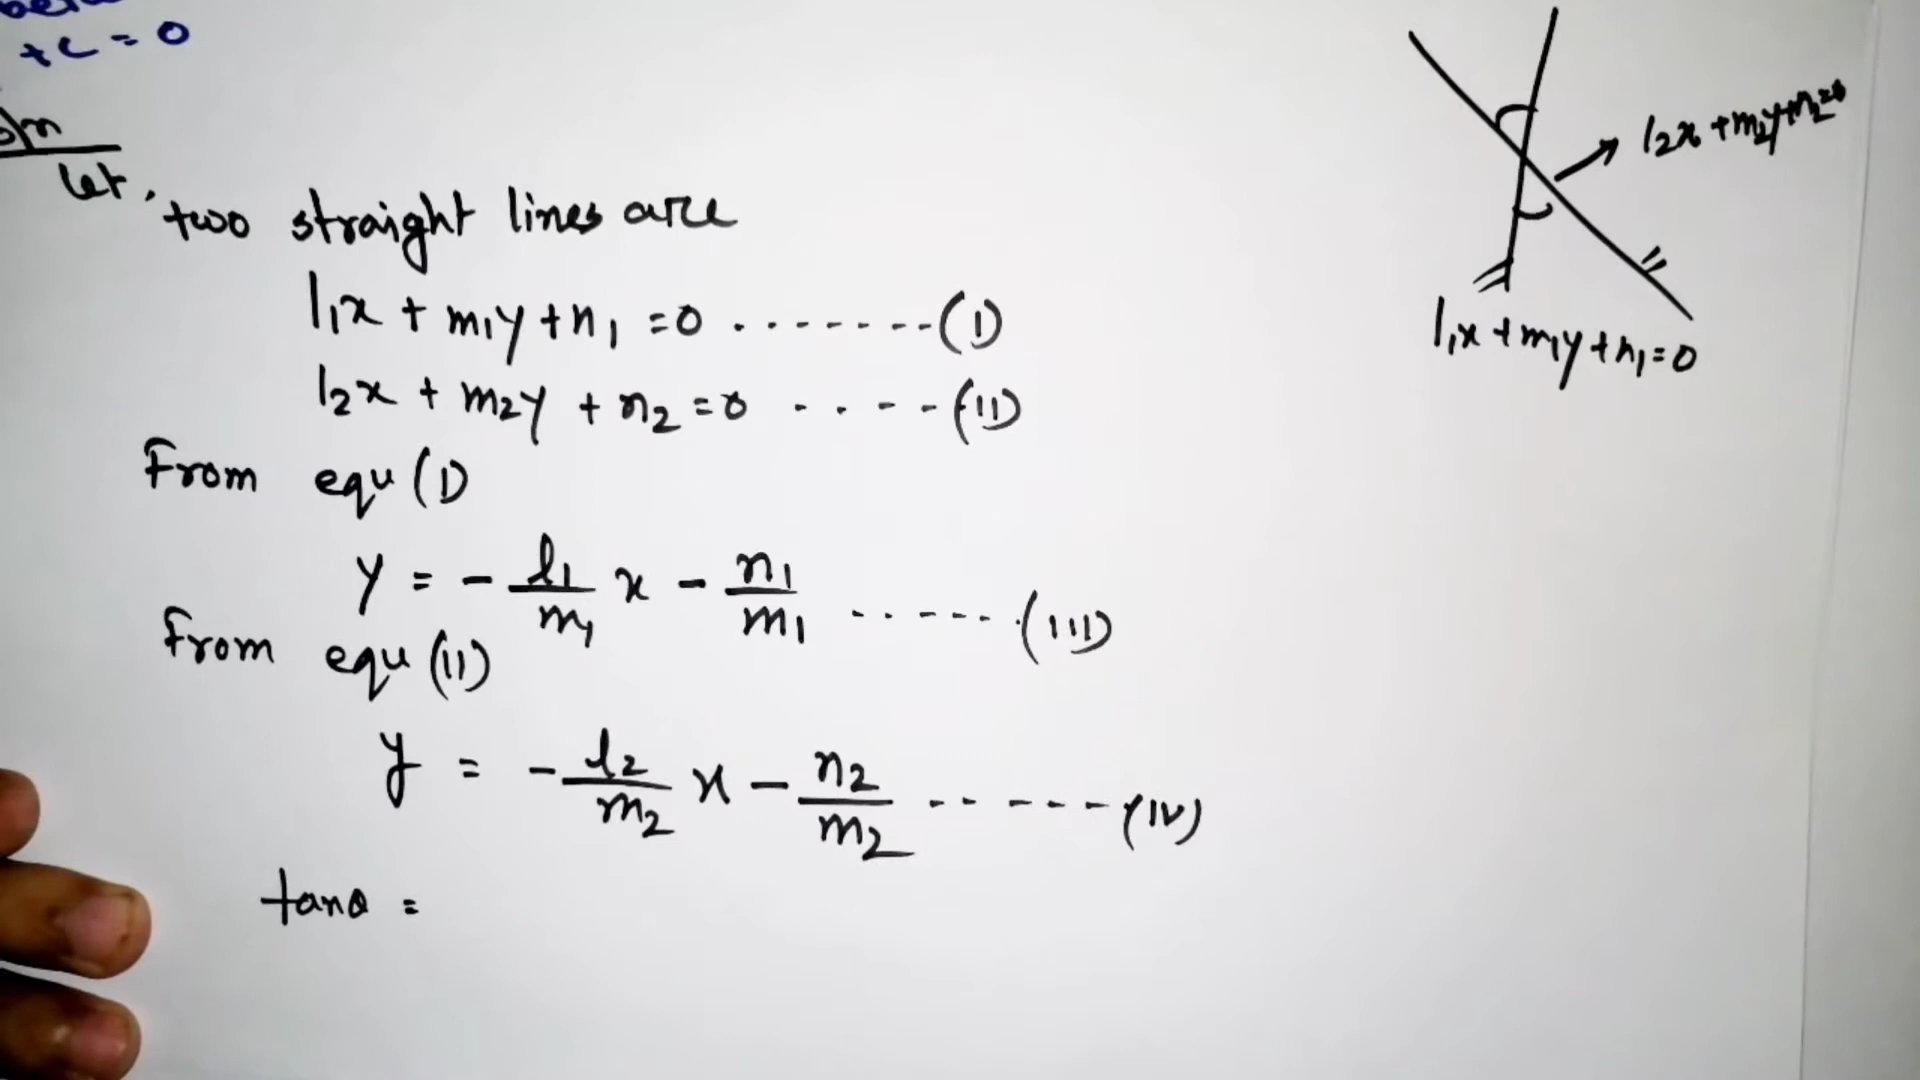 +c=0
let, two straight lines are
l₁x + m₁y + n₁ = 0 ........(I)
l₂x + m₂y + n₂ = 0 .....(II)
From equ (I)
y = - l₁/m₁ x - n₁/m₁ ......(III)
From equ (II)
y = - l₂/m₂ x - n₂/m₂ ......(IV)
tanθ =
l₂x + m₂y + n₂ = 0
l₁x + m₁y + n₁ = 0